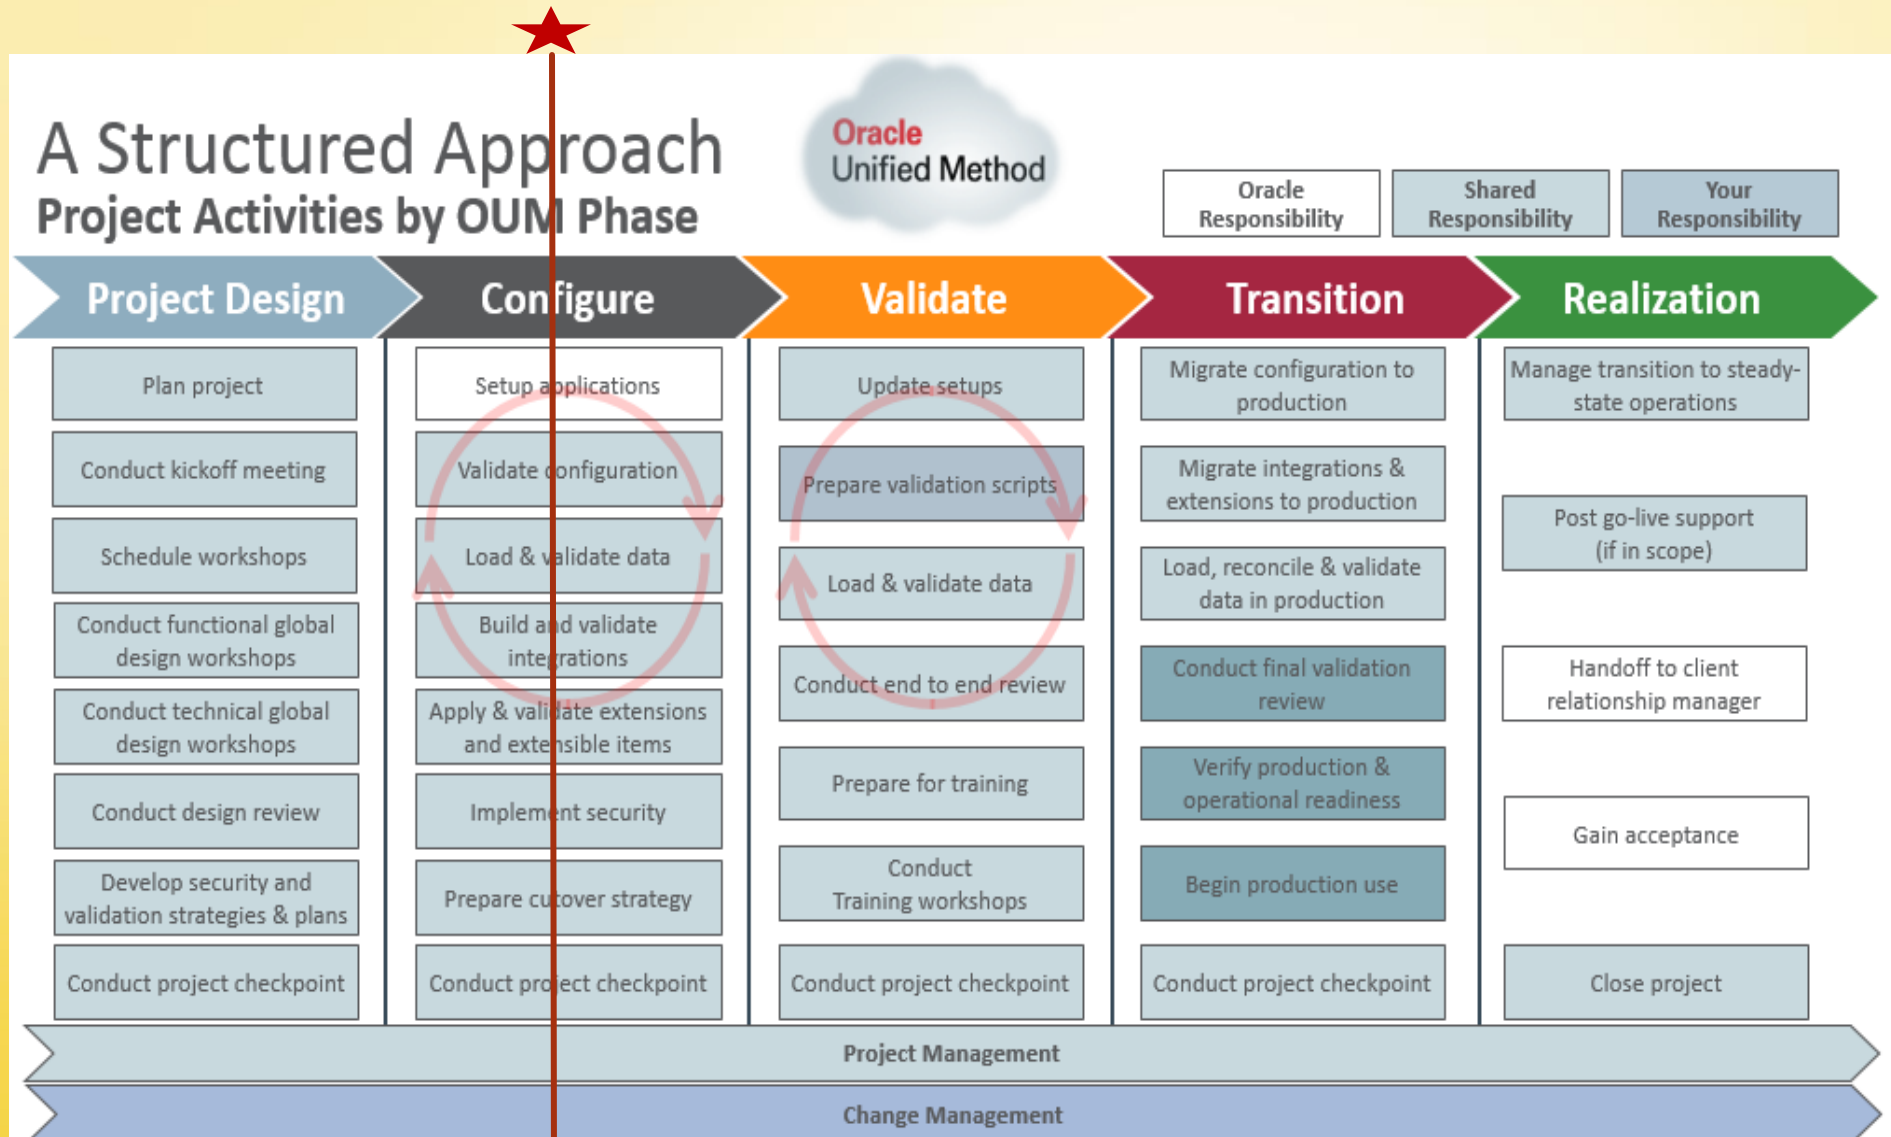 A Structured Approach
Project Activities by OUM Phase
Oracle
Unified Method
Oracle
Responsibility
Shared
Responsibility
Your
Responsibility
Project Design
Configure
Validate
Transition
Realization
Plan project
Conduct kickoff meeting
Schedule workshops
Conduct functional global
design workshops
Conduct technical global
design workshops
Conduct design review
Develop security and
validation strategies & plans
Conduct project checkpoint
Setup applications
Validate configuration
Load & validate data
Build and validate
integrations
Apply & validate extensions
and extensible items
Implement security
Prepare cutover strategy
Conduct project checkpoint
Update setups
Prepare validation scripts
Load & validate data
Conduct end to end review
Prepare for training
Conduct
Training workshops
Conduct project checkpoint
Migrate configuration to
production
Migrate integrations &
extensions to production
Load, reconcile & validate
data in production
Conduct final validation
review
Verify production &
operational readiness
Begin production use
Conduct project checkpoint
Manage transition to steady-
state operations
Post go-live support
(if in scope)
Handoff to client
relationship manager
Gain acceptance
Close project
Project Management
Change Management